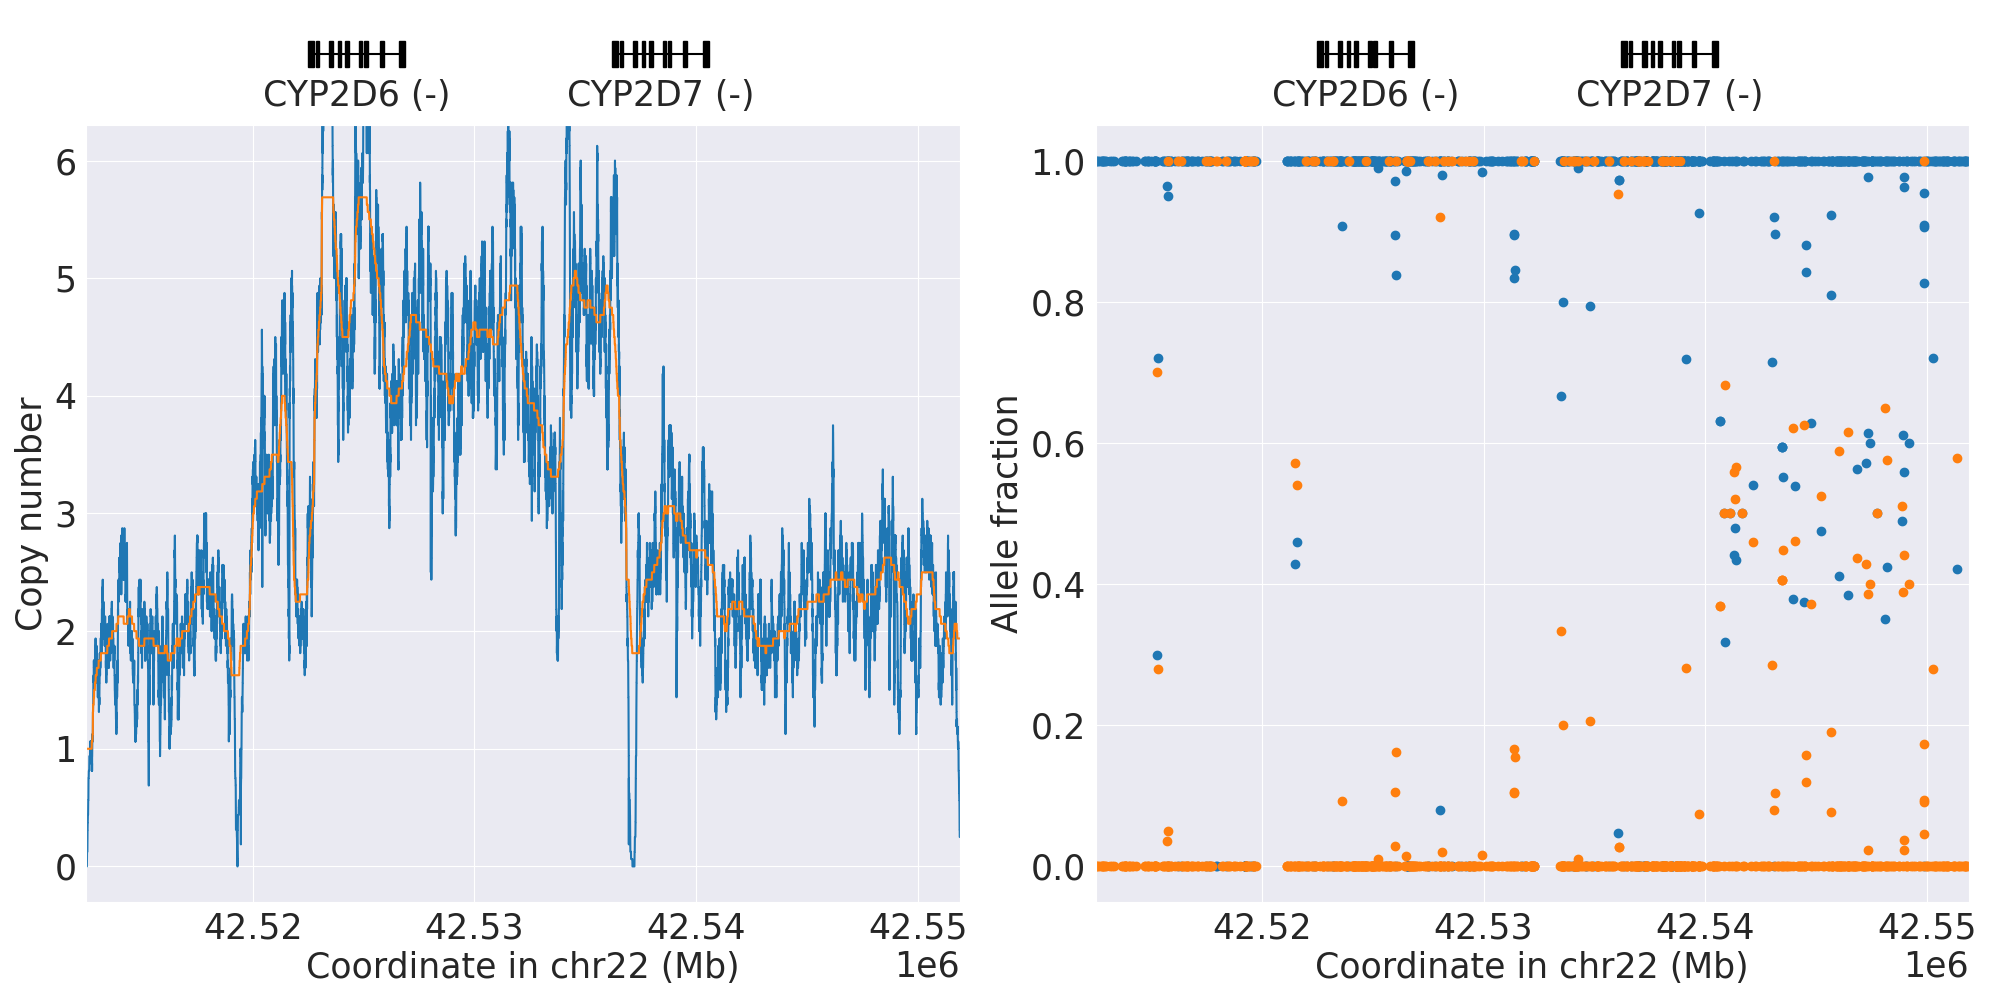 CYP2D6 (-) CYP2D7 (-)
6
5
4
3
2
1
0
Copy number
42.52 42.53 42.54 42.55
Coordinate in chr22 (Mb) 1e6
CYP2D6 (-) CYP2D7 (-)
1.0
0.8
0.6
0.4
0.2
0.0
Allele fraction
42.52 42.53 42.54 42.55
Coordinate in chr22 (Mb) 1e6